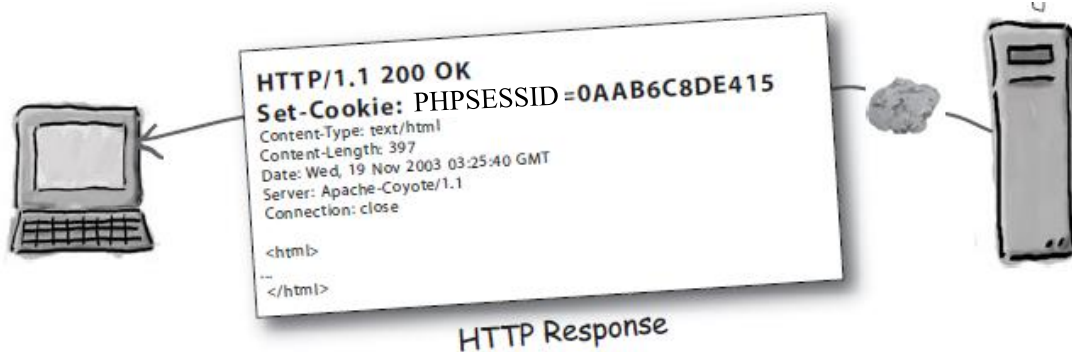 HTTP/1.1 200 OK
Set-Cookie: PHPSESSID=0AAB6C8DE415
Content-Type: text/html
Content-Length: 397
Date: Wed, 19 Nov 2003 03:25:40 GMT
Server: Apache-Coyote/1.1
Connection: close
<html>
...
</html>
HTTP Response